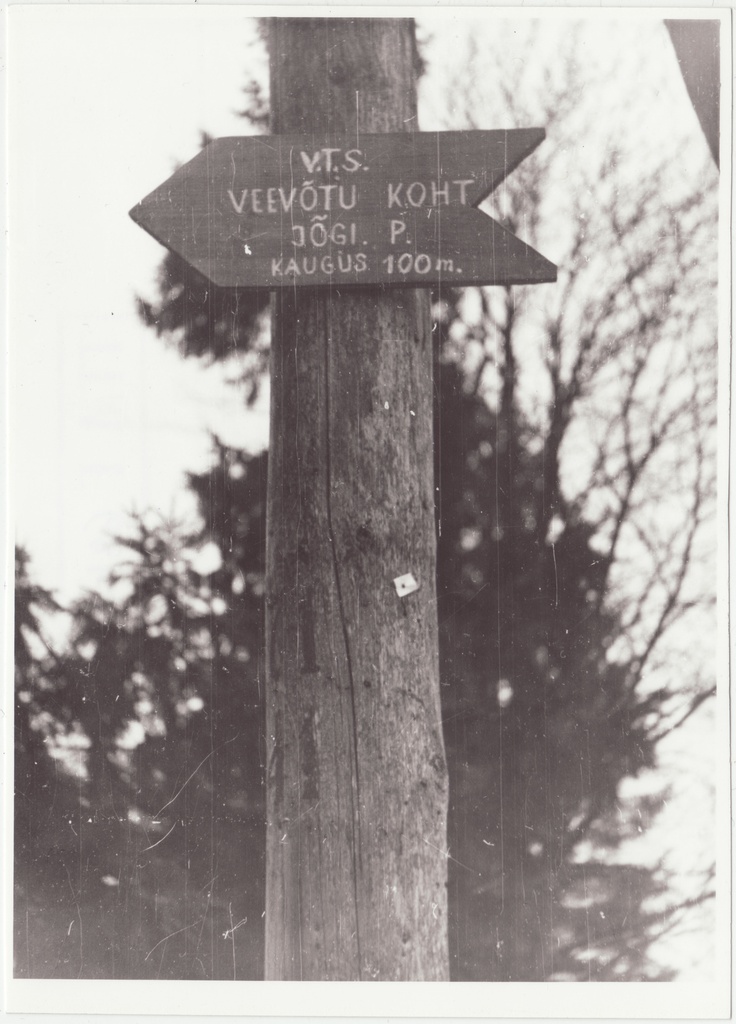 V.T.S.
VEEVÕTU KOHT
JÕGI. P.
KAUGUS 100m.